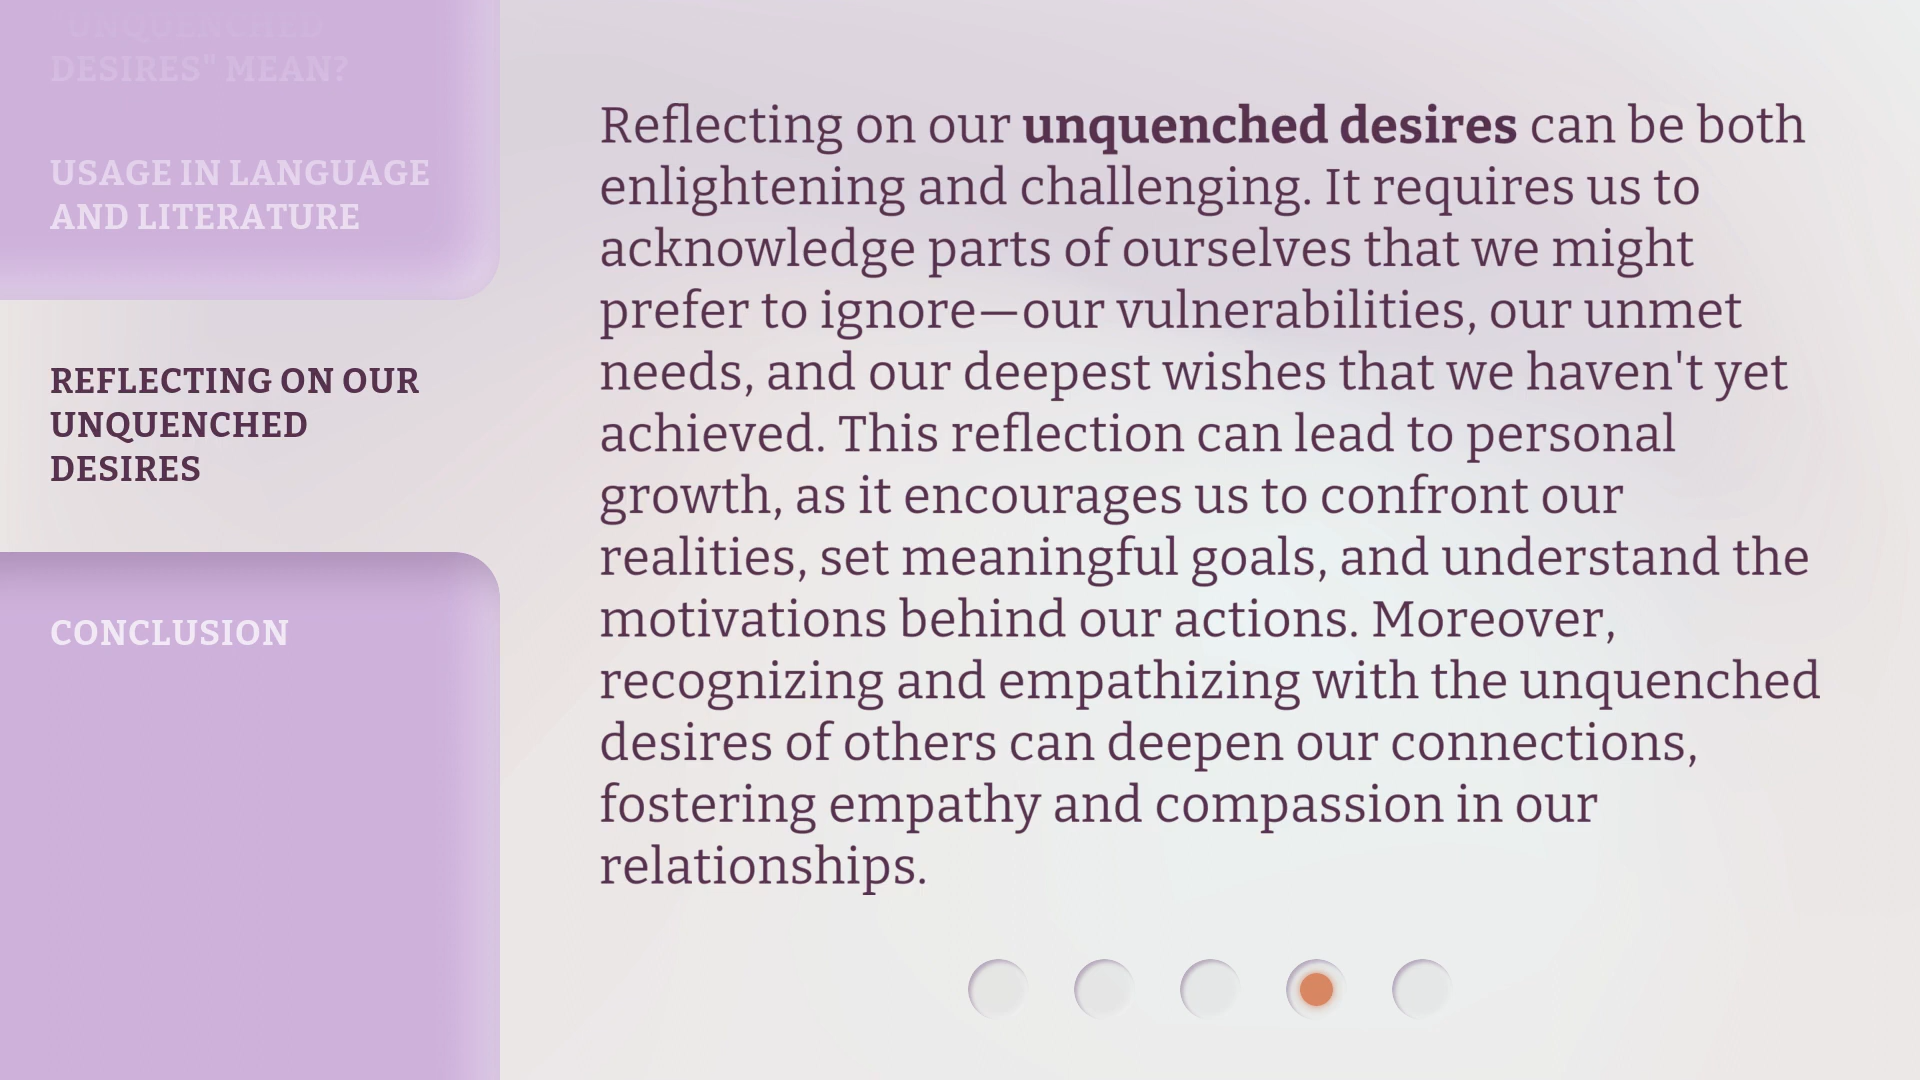 "UNQUENCHED
DESIRES" MEAN?
USAGE IN LANGUAGE
AND LITERATURE
REFLECTING ON OUR
UNQUENCHED
DESIRES
CONCLUSION
Reflecting on our unquenched desires can be both
enlightening and challenging. It requires us to
acknowledge parts of ourselves that we might
prefer to ignore—our vulnerabilities, our unmet
needs, and our deepest wishes that we haven't yet
achieved. This reflection can lead to personal
growth, as it encourages us to confront our
realities, set meaningful goals, and understand the
motivations behind our actions. Moreover,
recognizing and empathizing with the unquenched
desires of others can deepen our connections,
fostering empathy and compassion in our
relationships.